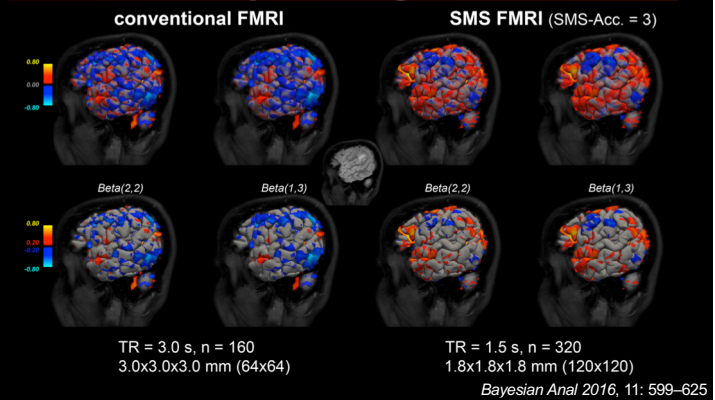 conventional FMRI
SMS FMRI (SMS-Acc. = 3)
0.80
0.00
-0.80
Beta(2,2)
Beta(1,3)
Beta(2,2)
Beta(1,3)
0.80
0.20
-0.20
-0.80
TR = 3.0 s, n = 160
3.0x3.0x3.0 mm (64x64)
TR = 1.5 s, n = 320
1.8x1.8x1.8 mm (120x120)
Bayesian Anal 2016, 11: 599–625